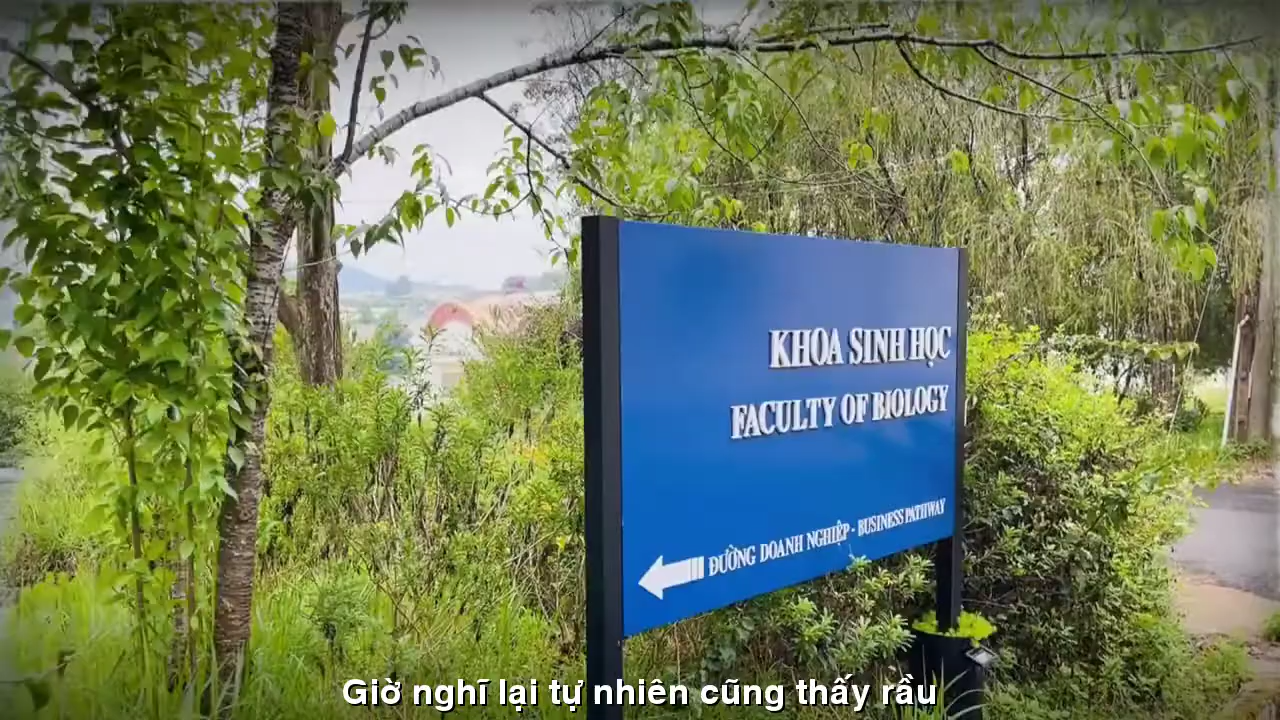 KHOA SINH HỌC
FACULTY OF BIOLOGY
ĐƯỜNG DOANH NGHIỆP - BUSINESS PATHWAY
Giờ nghĩ lại tự nhiên cũng thấy rầu